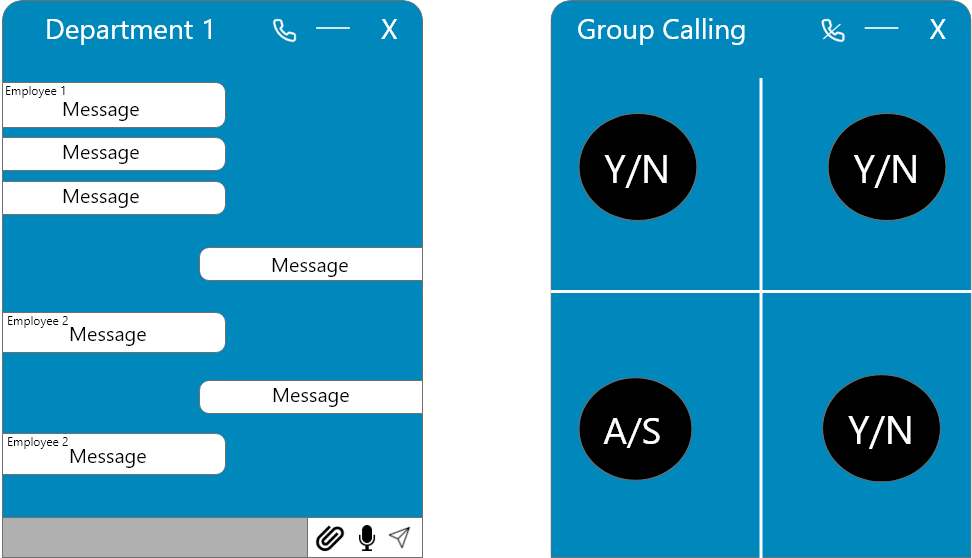 Department 1
X
Employee 1
Message
Message
Message
Message
Employee 2
Message
Message
Employee 2
Message
Group Calling
X
Y/N
Y/N
A/S
Y/N